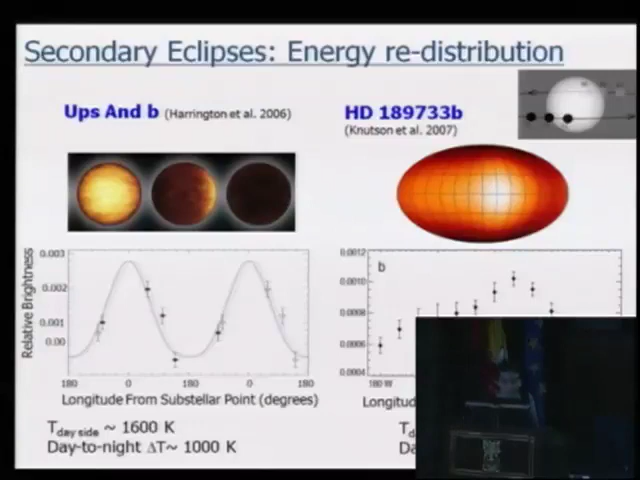 Secondary Eclipses: Energy re-distribution
Ups And b (Harrington et al. 2006)
HD 189733b
(Knutson et al. 2007)
Relative Brightness
0.003
0.002
0.001
0.00
180 0 180 0 180
Longitude From Substellar Point (degrees)
T day side ~ 1600 K
Day-to-night ΔT~ 1000 K
b
0.0012
0.0010
0.0008
0.0006
0.0004
180 W